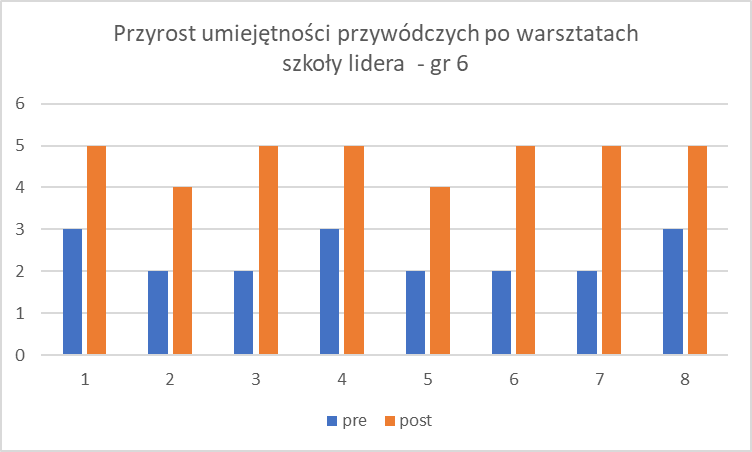 Przyrost umiejętności przywódczych po warsztatach
szkoły lidera - gr 6
6
5
4
3
2
1
0
1 2 3 4 5 6 7 8
pre post